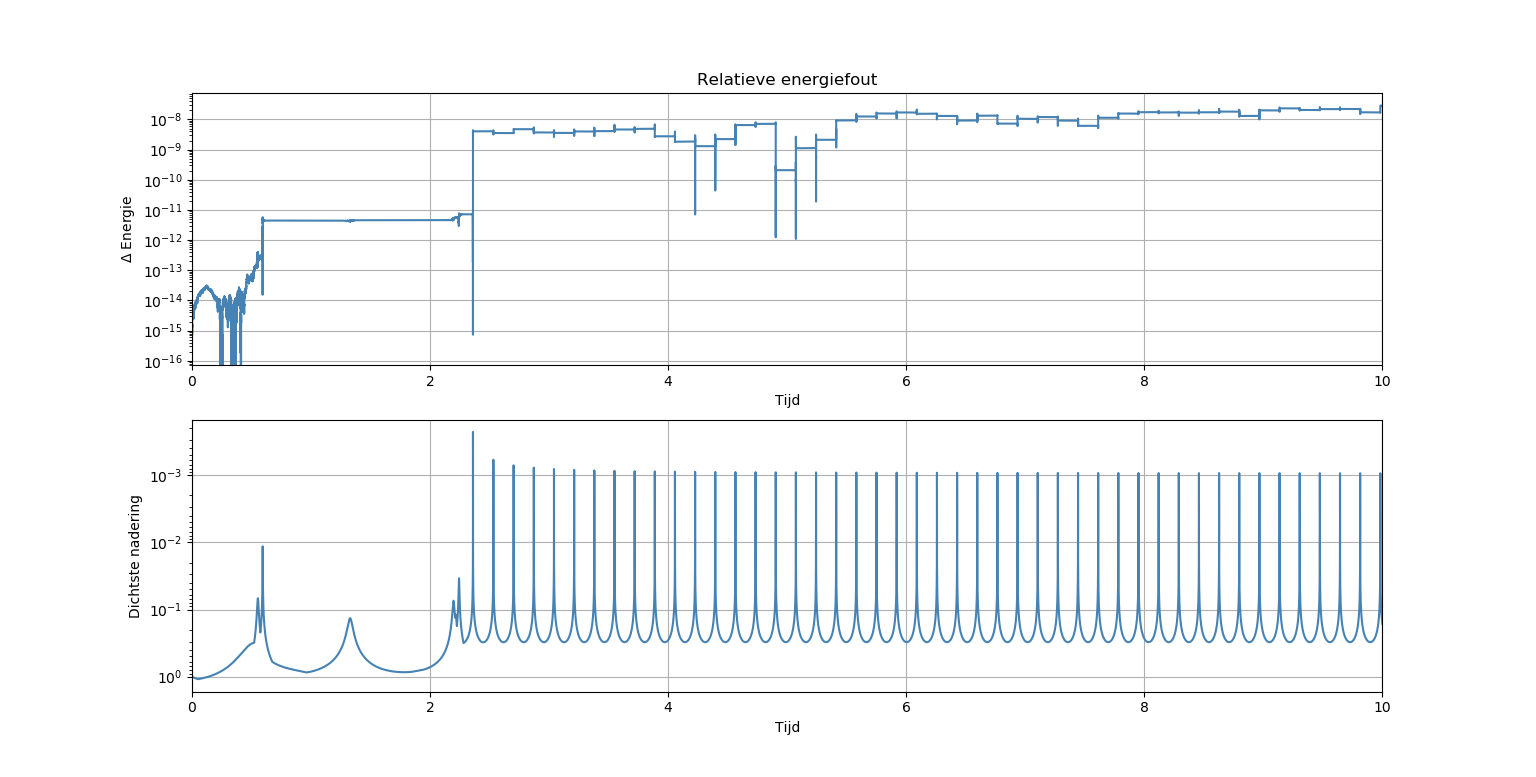 Relatieve energiefout
Δ Energie
10⁻⁸
10⁻⁹
10⁻¹⁰
10⁻¹¹
10⁻¹²
10⁻¹³
10⁻¹⁴
10⁻¹⁵
10⁻¹⁶
0 2 4 6 8 10
Tijd
Dichtste nadering
10⁻³
10⁻²
10⁻¹
10⁰
0 2 4 6 8 10
Tijd